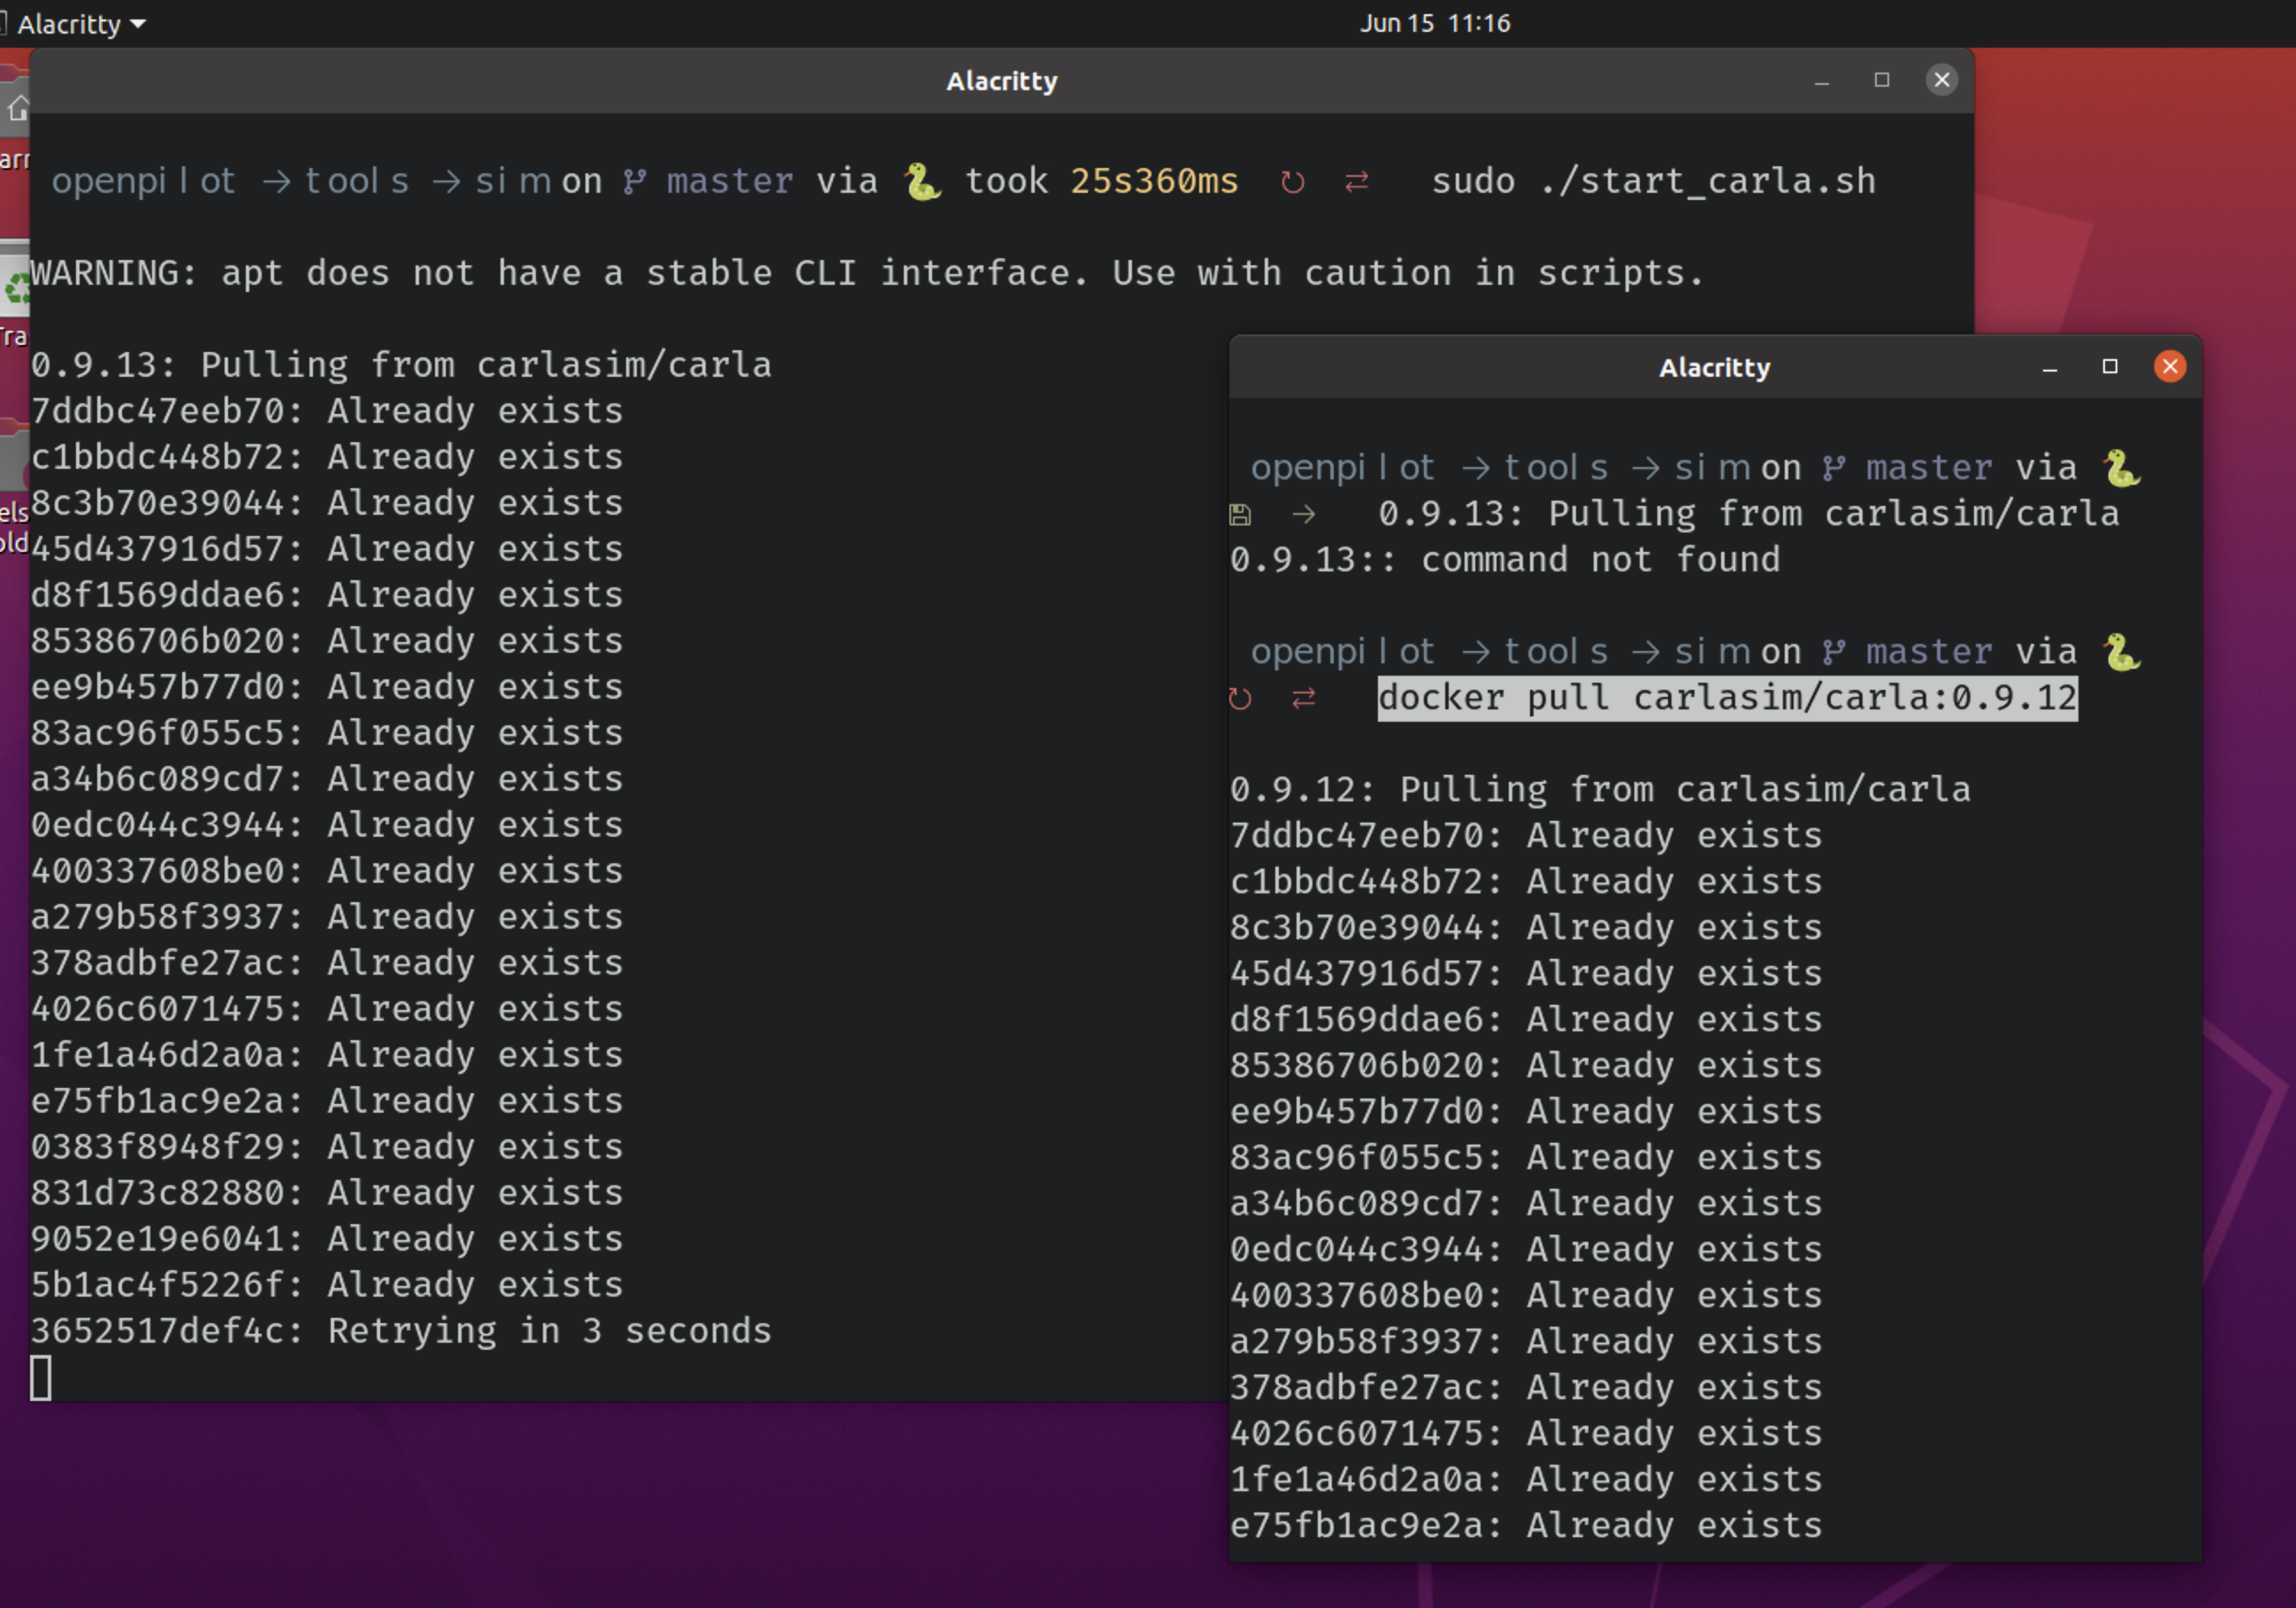 Alacritty
Jun 15 11:16
Alacritty
openpilot → tools → sim on master via took 25s360ms sudo ./start_carla.sh
WARNING: apt does not have a stable CLI interface. Use with caution in scripts.
0.9.13: Pulling from carlasim/carla
7ddbc47eeb70: Already exists
c1bbdc448b72: Already exists
8c3b70e39044: Already exists
45d437916d57: Already exists
d8f1569ddae6: Already exists
85386706b020: Already exists
ee9b457b77d0: Already exists
83ac96f055c5: Already exists
a34b6c089cd7: Already exists
0edc044c3944: Already exists
400337608be0: Already exists
a279b58f3937: Already exists
378adbfe27ac: Already exists
4026c6071475: Already exists
1fe1a46d2a0a: Already exists
e75fb1ac9e2a: Already exists
0383f8948f29: Already exists
831d73c82880: Already exists
9052e19e6041: Already exists
5b1ac4f5226f: Already exists
3652517def4c: Retrying in 3 seconds
Alacritty
openpilot → tools → sim on master via
→ 0.9.13: Pulling from carlasim/carla
0.9.13:: command not found
openpilot → tools → sim on master via
docker pull carlasim/carla:0.9.12
0.9.12: Pulling from carlasim/carla
7ddbc47eeb70: Already exists
c1bbdc448b72: Already exists
8c3b70e39044: Already exists
45d437916d57: Already exists
d8f1569ddae6: Already exists
85386706b020: Already exists
ee9b457b77d0: Already exists
83ac96f055c5: Already exists
a34b6c089cd7: Already exists
0edc044c3944: Already exists
400337608be0: Already exists
a279b58f3937: Already exists
378adbfe27ac: Already exists
4026c6071475: Already exists
1fe1a46d2a0a: Already exists
e75fb1ac9e2a: Already exists